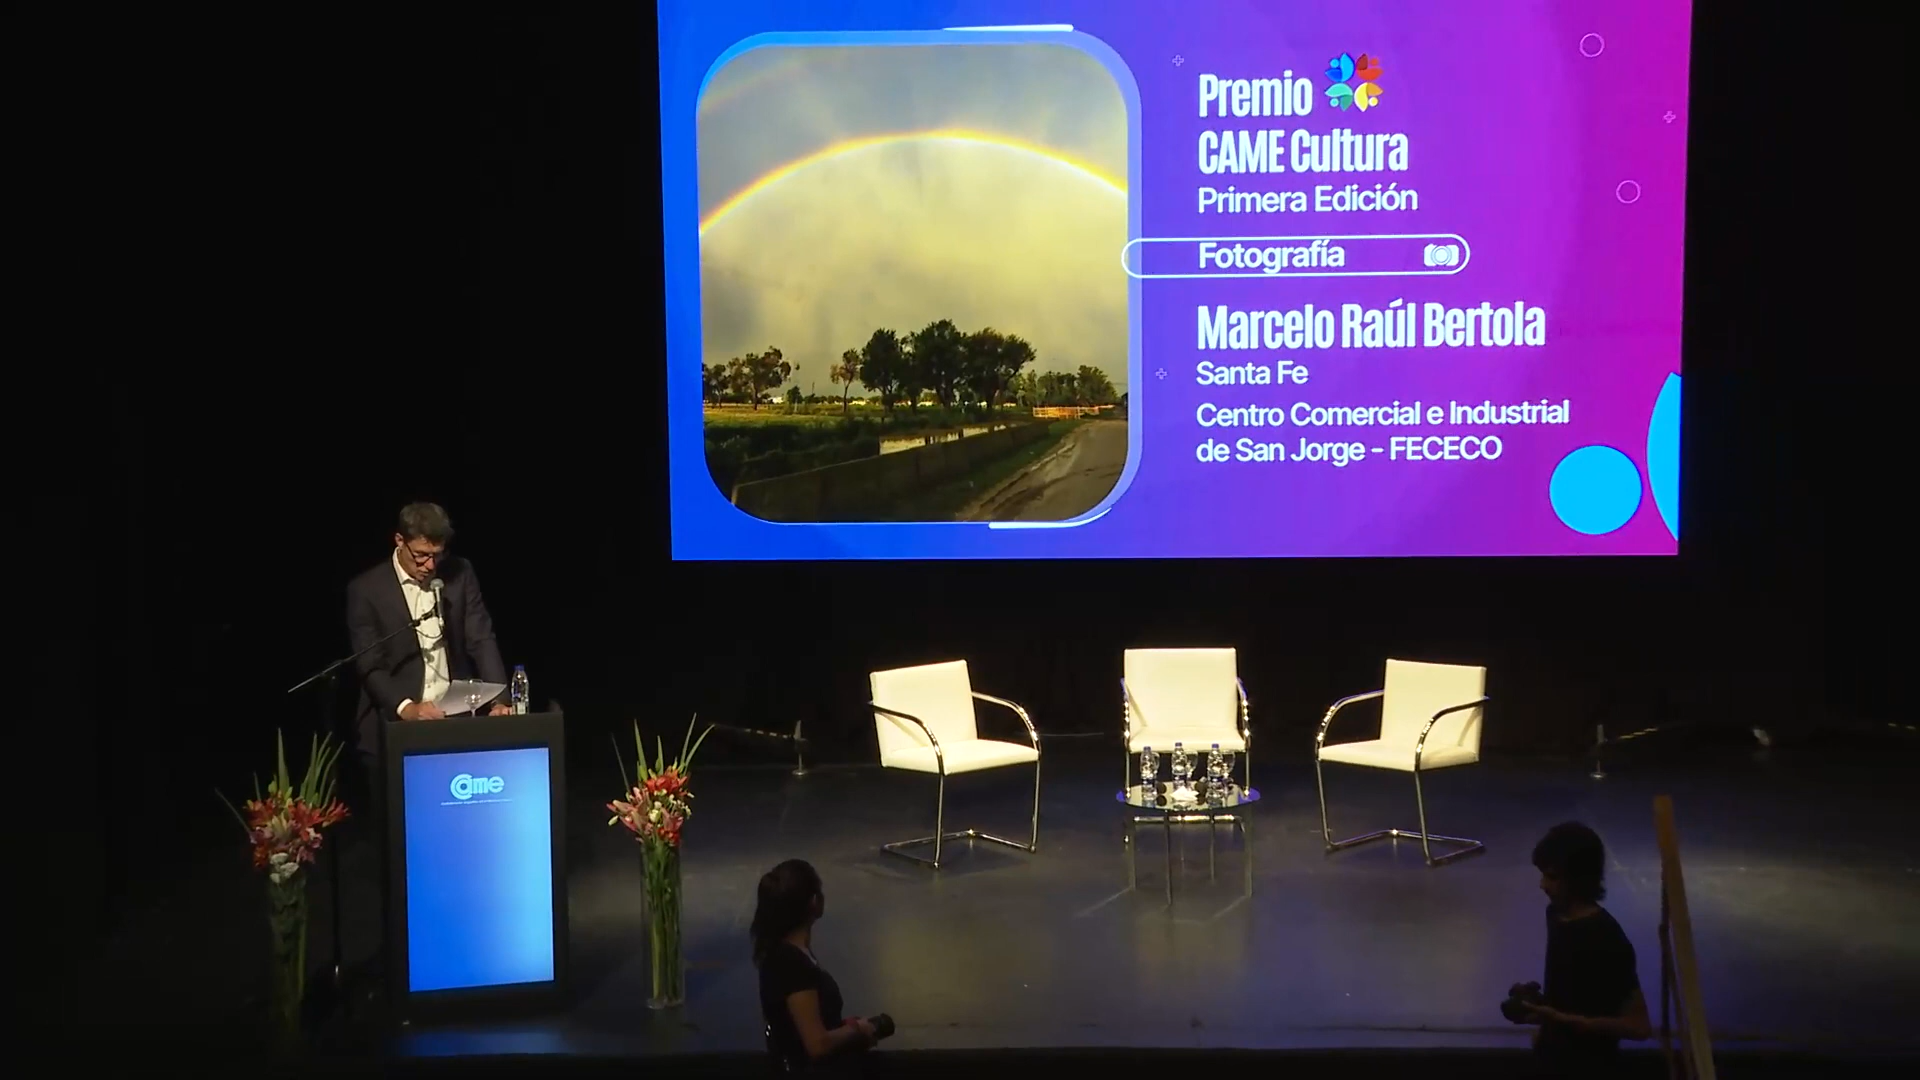 Premio
CAME Cultura
Primera Edición
Fotografía
Marcelo Raúl Bertola
Santa Fe
Centro Comercial e Industrial
de San Jorge - FECECO
came